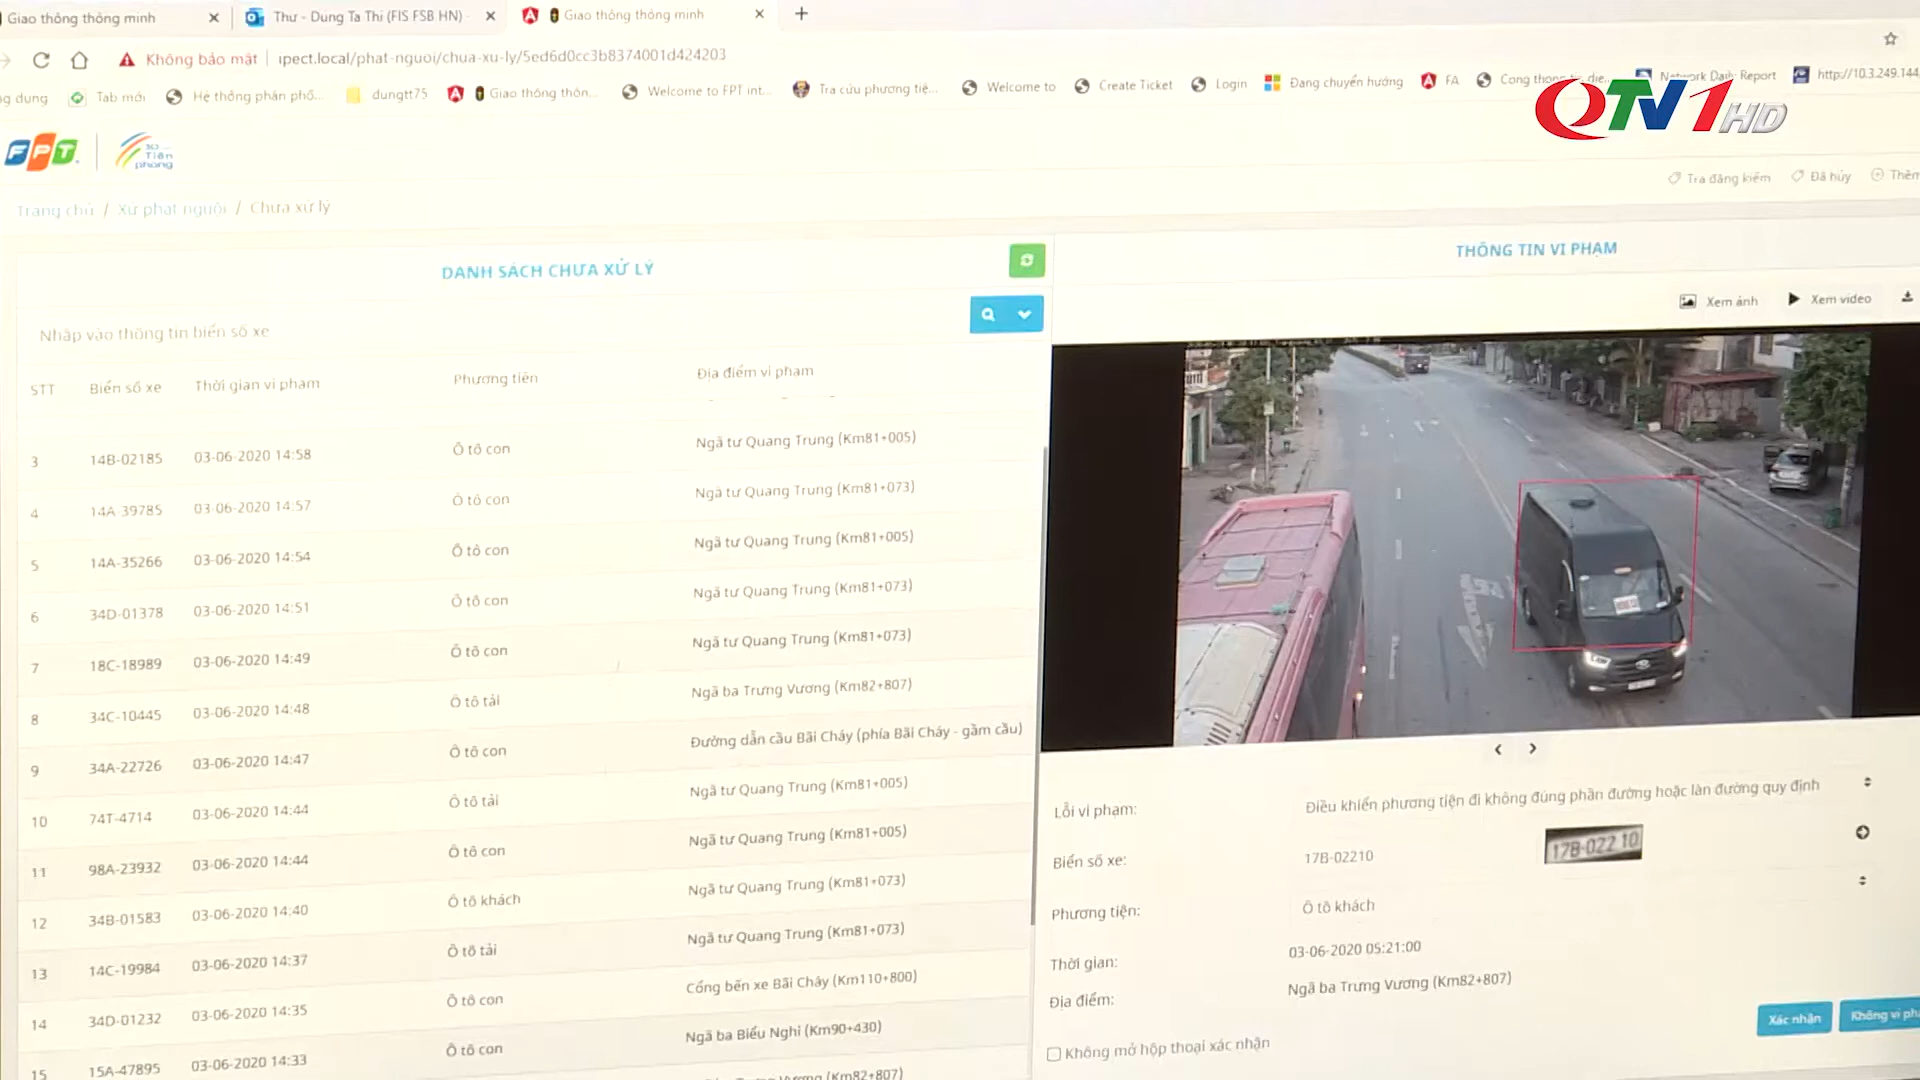 Giao thông thông minh
Thư - Dung Ta Thi (FIS FSB HN)
Giao thông thông minh
Không bảo mật
ipect.local/phat-nguoi/chua-xu-ly/5ed6d0cc3b8374001d424203
ng dung
Tab mới
Hệ thống phân phố...
dungtt75
Giao thông thôn...
Welcome to FPT int...
Tra cứu phương tiệ...
Welcome to
Create Ticket
Login
Đang chuyển hướng
FA
Network Daily Report
http://10.3.249.144
QTV1HD
FPT
30
Tiên
phong
Tra đăng kiểm
Đã hủy
Thêm
Trang chủ / Xử phạt nguội / Chưa xử lý
DANH SÁCH CHƯA XỬ LÝ
Nhập vào thông tin biển số xe
STT Biển số xe Thời gian vi phạm Phương tiện Địa điểm vi phạm
3 14B-02185 03-06-2020 14:58 Ô tô con Ngã tư Quang Trung (Km81+005)
4 14A-39785 03-06-2020 14:57 Ô tô con Ngã tư Quang Trung (Km81+073)
5 14A-35266 03-06-2020 14:54 Ô tô con Ngã tư Quang Trung (Km81+005)
6 34D-01378 03-06-2020 14:51 Ô tô con Ngã tư Quang Trung (Km81+073)
7 18C-18989 03-06-2020 14:49 Ô tô con Ngã tư Quang Trung (Km81+073)
8 34C-10445 03-06-2020 14:48 Ô tô tải Ngã ba Trưng Vương (Km82+807)
9 34A-22726 03-06-2020 14:47 Ô tô con Đường dẫn cầu Bãi Cháy (phía Bãi Cháy - gầm cầu)
10 74T-4714 03-06-2020 14:44 Ô tô tải Ngã tư Quang Trung (Km81+005)
11 98A-23932 03-06-2020 14:44 Ô tô con Ngã tư Quang Trung (Km81+005)
12 34B-01583 03-06-2020 14:40 Ô tô khách Ngã tư Quang Trung (Km81+073)
13 14C-19984 03-06-2020 14:37 Ô tô tải Ngã tư Quang Trung (Km81+073)
14 34D-01232 03-06-2020 14:35 Ô tô con Cổng bến xe Bãi Cháy (Km110+800)
15 15A-47895 03-06-2020 14:33 Ô tô con Ngã ba Biểu Nghi (Km90+430)
(Km82+807)
THÔNG TIN VI PHẠM
Xem ảnh
Xem video
Lỗi vi phạm: Điều khiển phương tiện đi không đúng phần đường hoặc làn đường quy định
Biển số xe: 17B-02210
17B-022 10
Phương tiện: Ô tô khách
Thời gian: 03-06-2020 05:21:00
Địa điểm: Ngã ba Trưng Vương (Km82+807)
Xác nhận
Không vi phạ
Không mở hộp thoại xác nhận